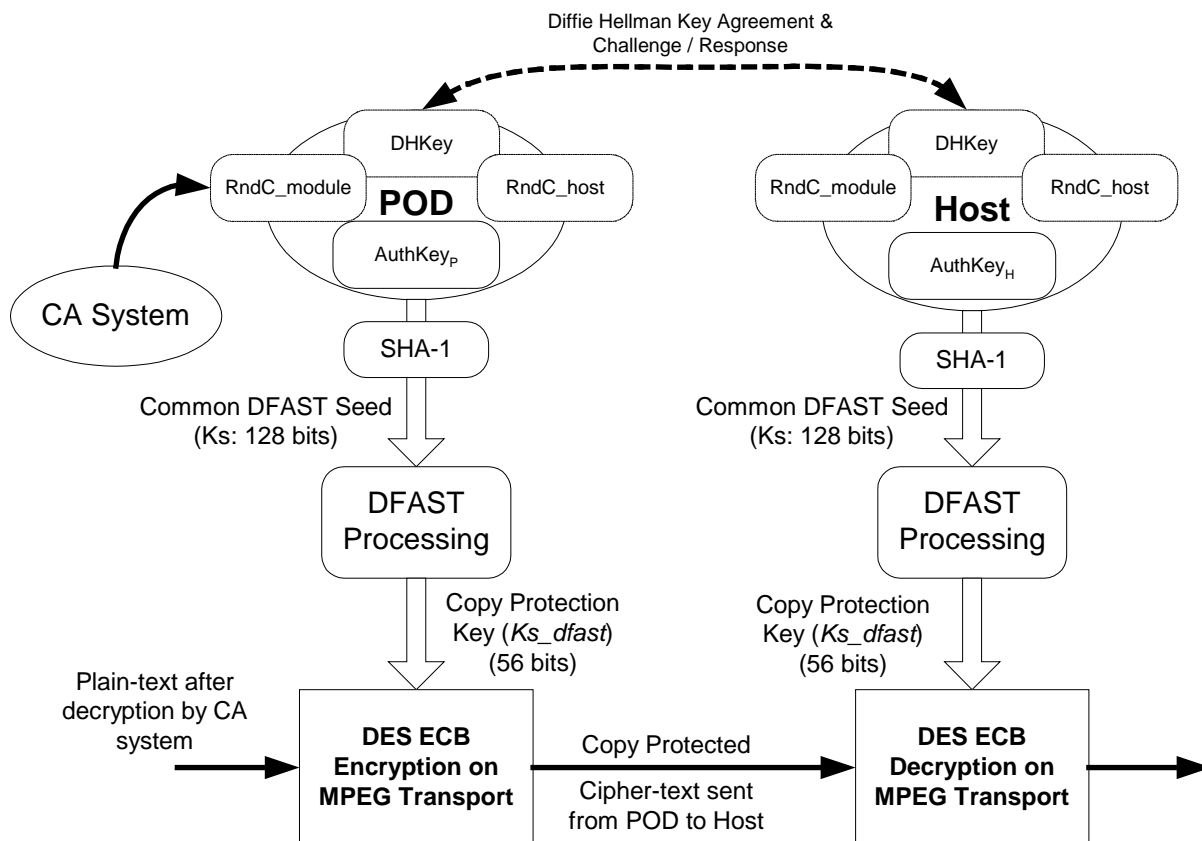 Diffie Hellman Key Agreement &
Challenge / Response
DHKey
RndC_module
RndC_host
POD
AuthKeyP
DHKey
RndC_module
RndC_host
Host
AuthKeyH
CA System
SHA-1
SHA-1
Common DFAST Seed
(Ks: 128 bits)
Common DFAST Seed
(Ks: 128 bits)
DFAST
Processing
DFAST
Processing
Copy Protection
Key (Ks_dfast)
(56 bits)
Copy Protection
Key (Ks_dfast)
(56 bits)
Plain-text after
decryption by CA
system
DES ECB
Encryption on
MPEG Transport
Copy Protected
Cipher-text sent
from POD to Host
DES ECB
Decryption on
MPEG Transport